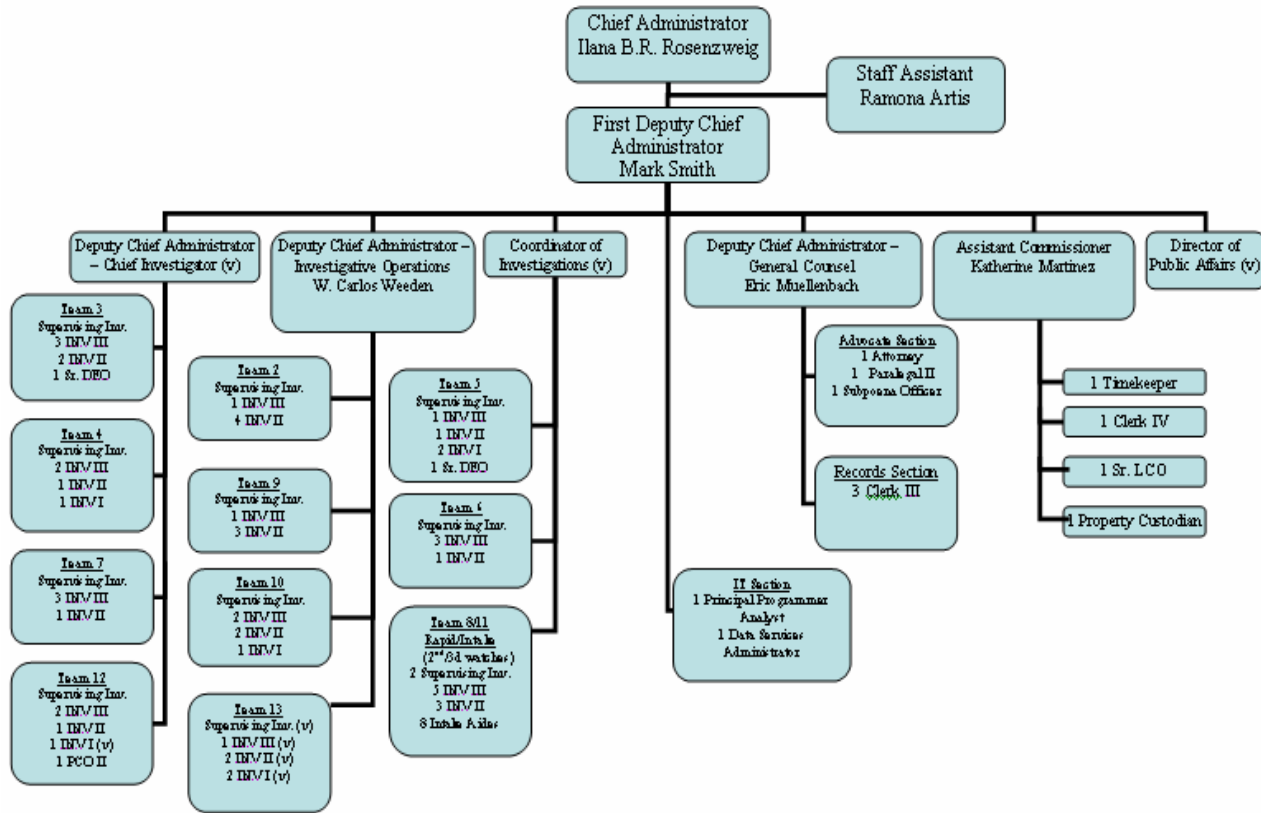 Chief Administrator
Ilana B.R. Rosenzweig
Staff Assistant
Ramona Artis
First Deputy Chief
Administrator
Mark Smith
Deputy Chief Administrator
– Chief Investigator (v)
Deputy Chief Administrator –
Investigative Operations
W. Carlos Weeden
Coordinator of
Investigations (v)
Deputy Chief Administrator –
General Counsel
Eric Muellenbach
Assistant Commissioner
Katherine Martinez
Director of
Public Affairs (v)
Team 3
Supervising Inv.
3 INV III
2 INV II
1 Sr. DEO
Team 4
Supervising Inv.
2 INV III
1 INV II
1 INV I
Team 7
Supervising Inv.
3 INV III
1 INV II
Team 12
Supervising Inv.
2 INV III
1 INV II
1 INV I (v)
1 PCO II
Team 2
Supervising Inv.
1 INV III
4 INV II
Team 9
Supervising Inv.
1 INV III
3 INV II
Team 10
Supervising Inv.
2 INV III
2 INV II
1 INV I
Team 13
Supervising Inv. (v)
1 INV III (v)
2 INV II (v)
2 INV I (v)
Team 5
Supervising Inv.
1 INV III
1 INV II
2 INV I
1 Sr. DEO
Team 6
Supervising Inv.
3 INV III
1 INV II
Team 8/11
Rapid/Intake
(2nd/3d watches)
2 Supervising Inv.
5 INV III
3 INV II
8 Intake Aides
IT Section
1 Principal Programmer
Analyst
1 Data Services
Administrator
Advocate Section
1 Attorney
1 Paralegal II
1 Subpoena Officer
Records Section
3 Clerk III
1 Timekeeper
1 Clerk IV
1 Sr. LCO
1 Property Custodian